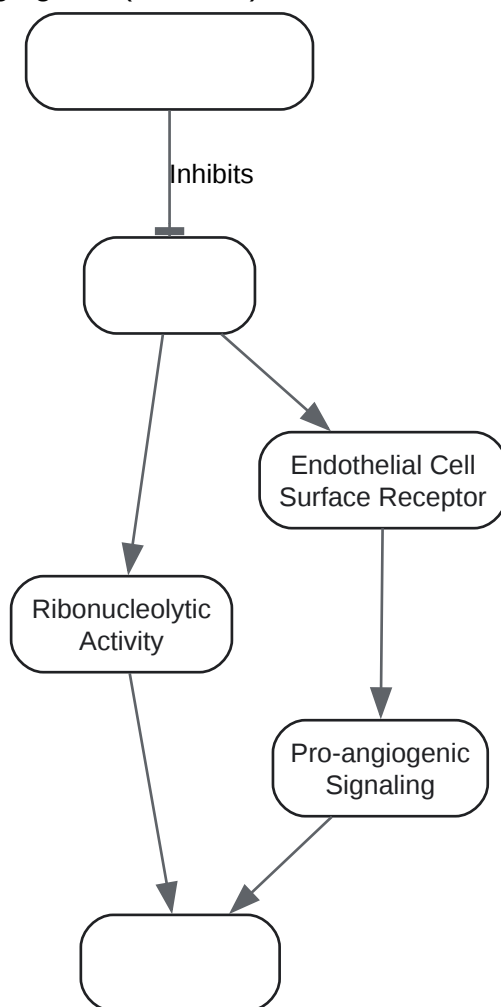 Inhibits
Endothelial Cell
Surface Receptor
Ribonucleolytic
Activity
Pro-angiogenic
Signaling